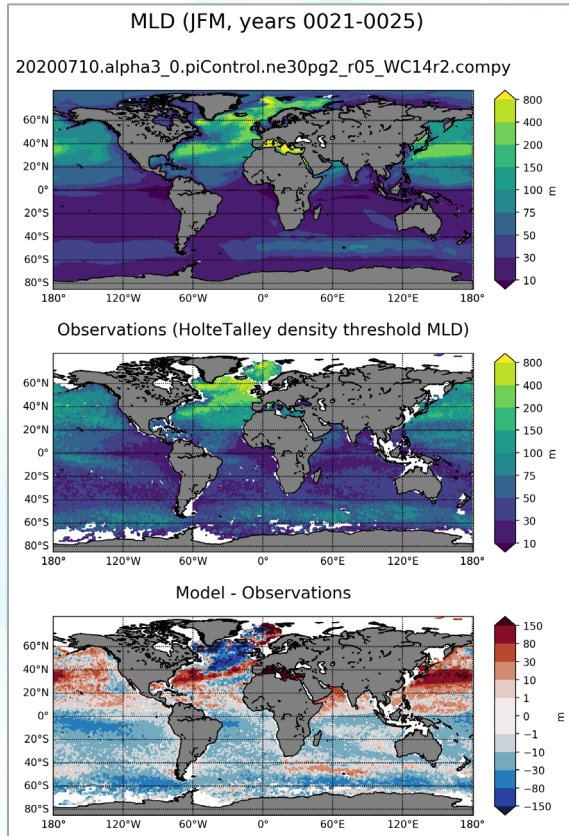 MLD (JFM, years 0021-0025)
20200710.alpha3_0.piControl.ne30pg2_r05_WC14r2.compy
60°N
40°N
20°N
0°
20°S
40°S
60°S
80°S
180° 120°W 60°W 0° 60°E 120°E 180°
800
400
200
150
100
75
50
30
10
m
Observations (HolteTalley density threshold MLD)
60°N
40°N
20°N
0°
20°S
40°S
60°S
80°S
180° 120°W 60°W 0° 60°E 120°E 180°
800
400
200
150
100
75
50
30
10
m
Model - Observations
60°N
40°N
20°N
0°
20°S
40°S
60°S
80°S
180° 120°W 60°W 0° 60°E 120°E 180°
150
80
30
10
1
0
−1
−10
−30
−80
−150
m